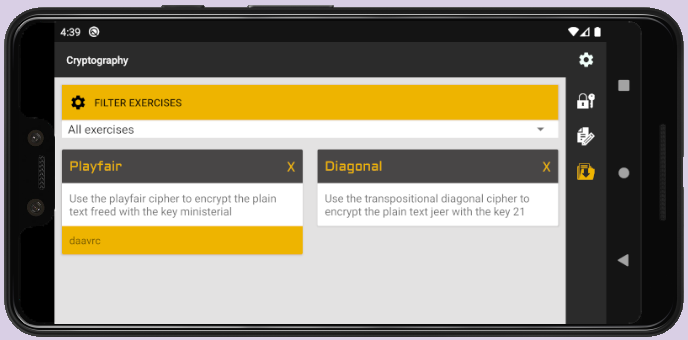 4:39
Cryptography
FILTER EXERCISES
All exercises
Playfair X
Use the playfair cipher to encrypt the plain
text freed with the key ministerial
daavrc
Diagonal X
Use the transpositional diagonal cipher to
encrypt the plain text jeer with the key 21